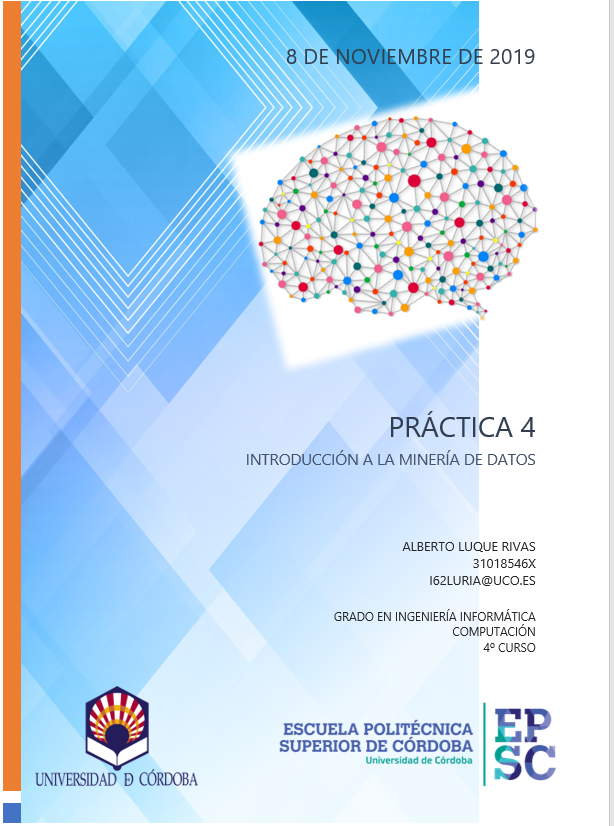 8 DE NOVIEMBRE DE 2019
PRÁCTICA 4
INTRODUCCIÓN A LA MINERÍA DE DATOS
ALBERTO LUQUE RIVAS
31018546X
I62LURIA@UCO.ES
GRADO EN INGENIERÍA INFORMÁTICA
COMPUTACIÓN
4º CURSO
UNIVERSIDAD D CÓRDOBA
ESCUELA POLITÉCNICA
SUPERIOR DE CÓRDOBA
Universidad de Córdoba
EP
SC